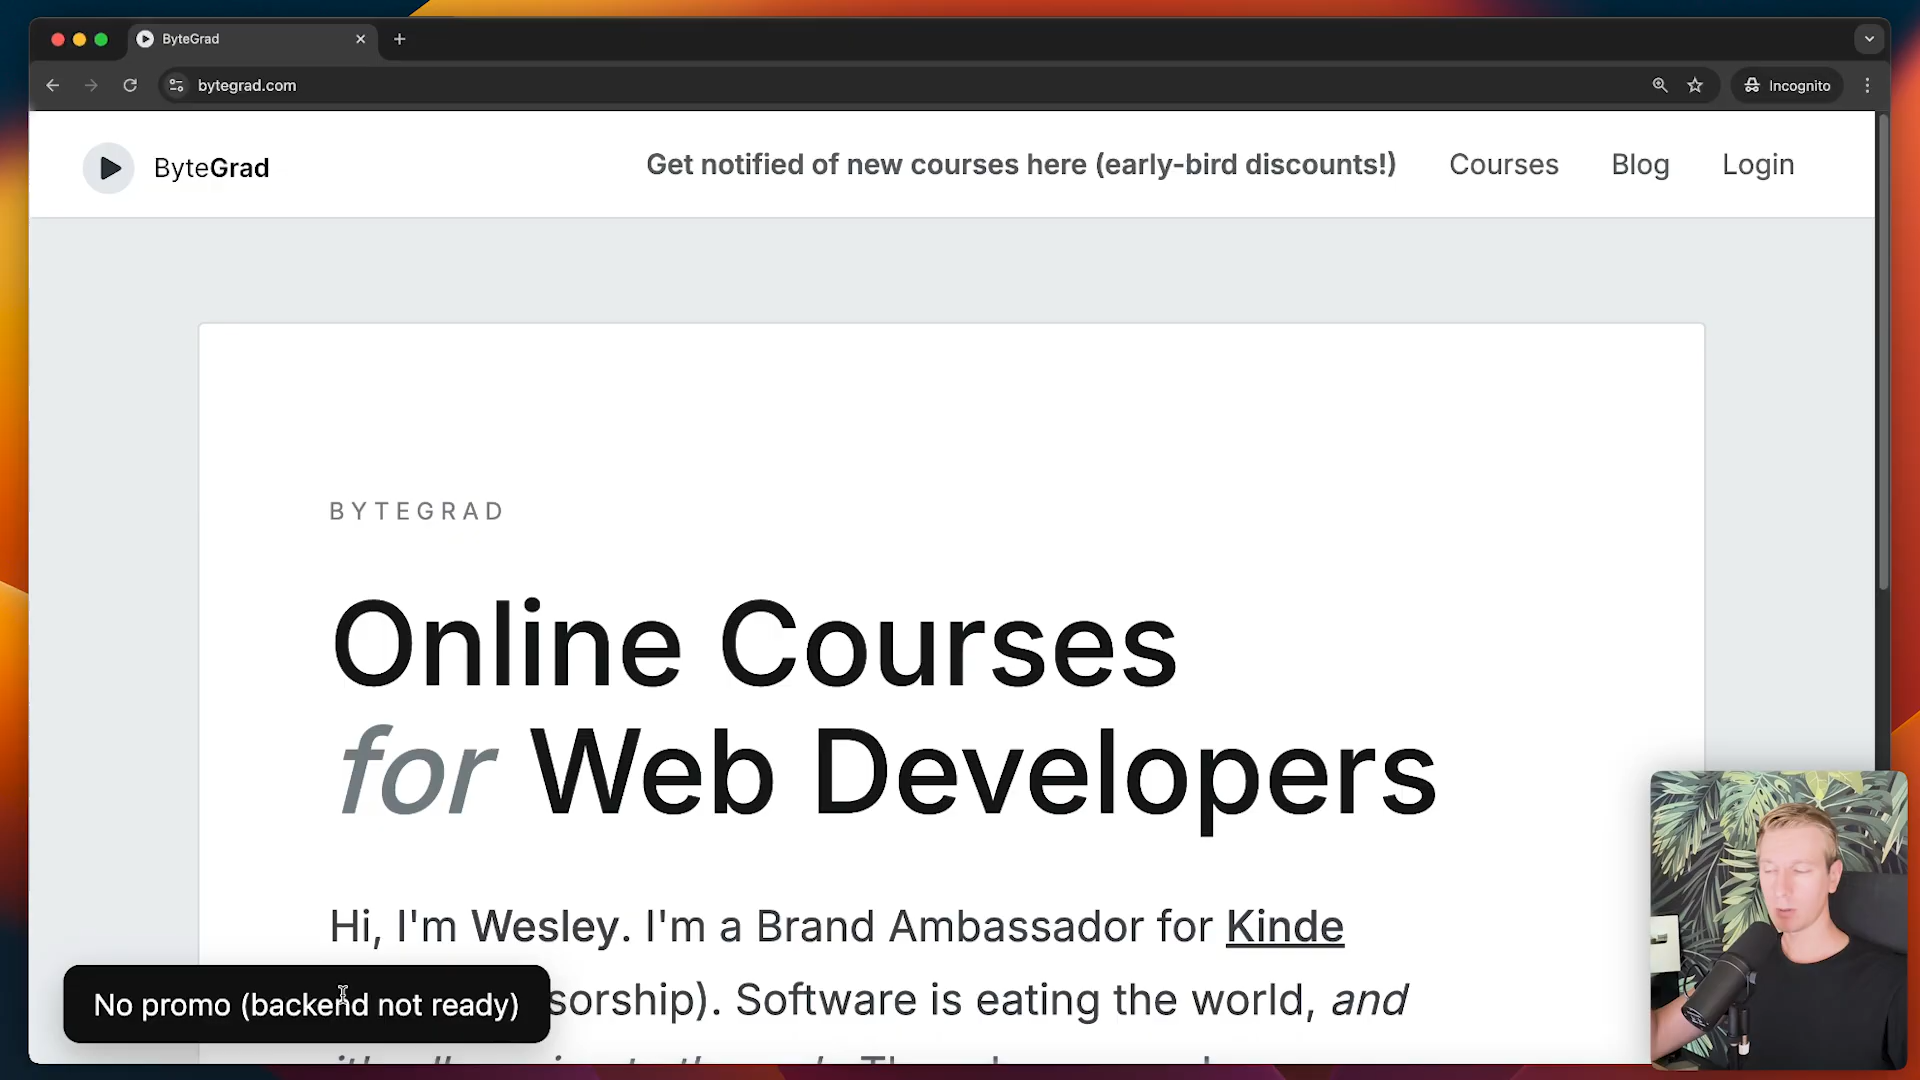 ByteGrad
bytegrad.com
Incognito
ByteGrad
Get notified of new courses here (early-bird discounts!)
Courses
Blog
Login
BYTEGRAD
Online Courses
for Web Developers
Hi, I'm Wesley. I'm a Brand Ambassador for Kinde
sorship). Software is eating the world, and
No promo (backend not ready)